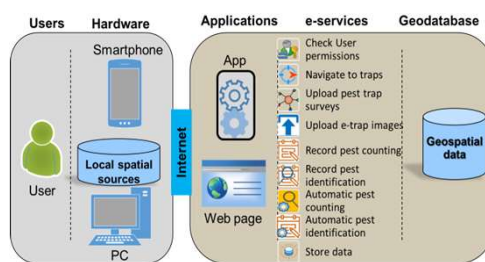 Users
Hardware
Applications
e-services
Geodatabase
Smartphone
User
Local spatial
sources
PC
Internet
App
Web page
Check User
permissions
Navigate to traps
Upload pest trap
surveys
Upload e-trap images
Record pest counting
Record pest
identification
Automatic pest
counting
Automatic pest
identification
Store data
Geospatial
data